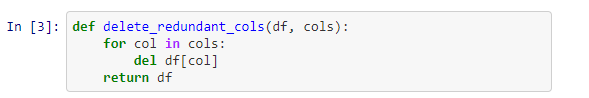 In [3]: def delete_redundant_cols(df, cols):
    for col in cols:
        del df[col]
    return df